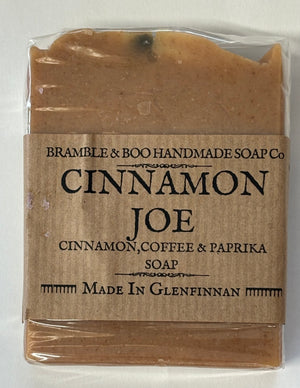 BRAMBLE & BOO HANDMADE SOAP Co
CINNAMON
JOE
CINNAMON,COFFEE & PAPRIKA
SOAP
MADE IN GLENFINNAN